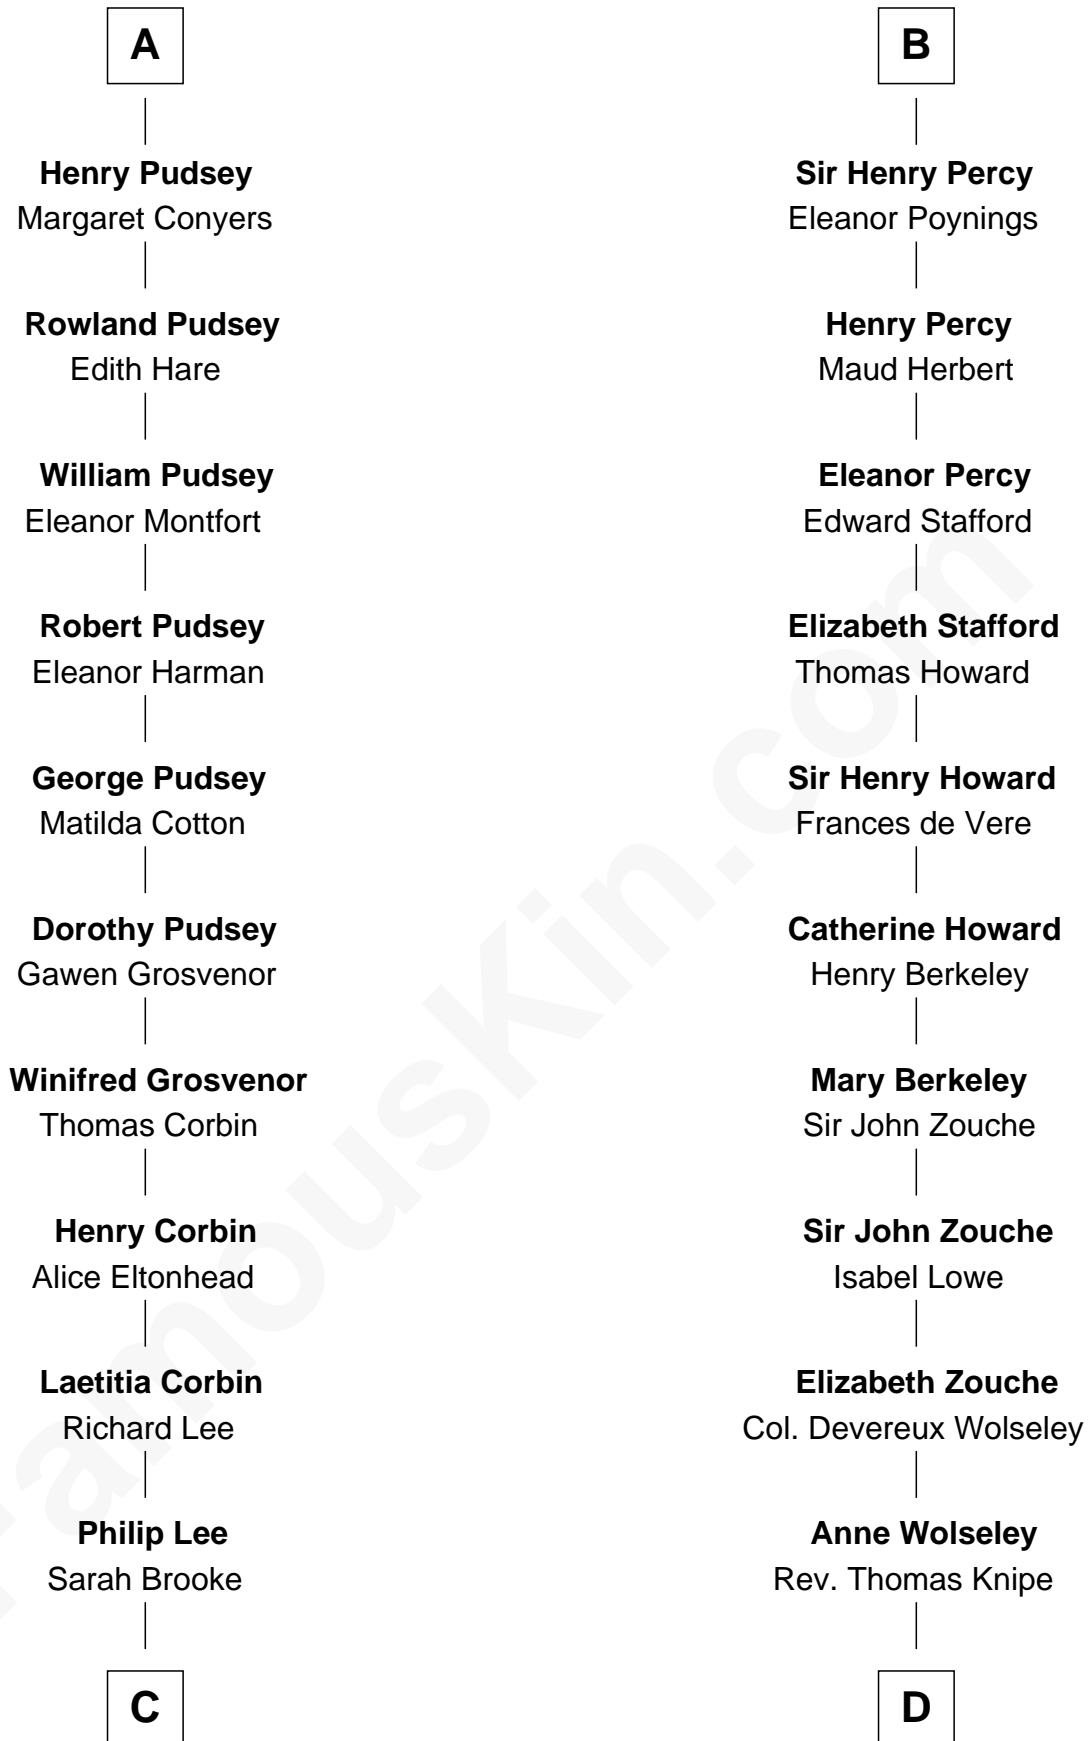 A
Henry Pudsey
Margaret Conyers
Rowland Pudsey
Edith Hare
William Pudsey
Eleanor Montfort
Robert Pudsey
Eleanor Harman
George Pudsey
Matilda Cotton
Dorothy Pudsey
Gawen Grosvenor
Winifred Grosvenor
Thomas Corbin
Henry Corbin
Alice Eltonhead
Laetitia Corbin
Richard Lee
Philip Lee
Sarah Brooke
C
B
Sir Henry Percy
Eleanor Poynings
Henry Percy
Maud Herbert
Eleanor Percy
Edward Stafford
Elizabeth Stafford
Thomas Howard
Sir Henry Howard
Frances de Vere
Catherine Howard
Henry Berkeley
Mary Berkeley
Sir John Zouche
Sir John Zouche
Isabel Lowe
Elizabeth Zouche
Col. Devereux Wolseley
Anne Wolseley
Rev. Thomas Knipe
D
FamousKin.com